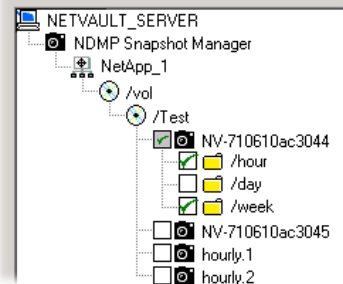 NETVAULT_SERVER
NDMP Snapshot Manager
NetApp_1
/vol
/Test
NV-710610ac3044
/hour
/day
/week
NV-710610ac3045
hourly.1
hourly.2